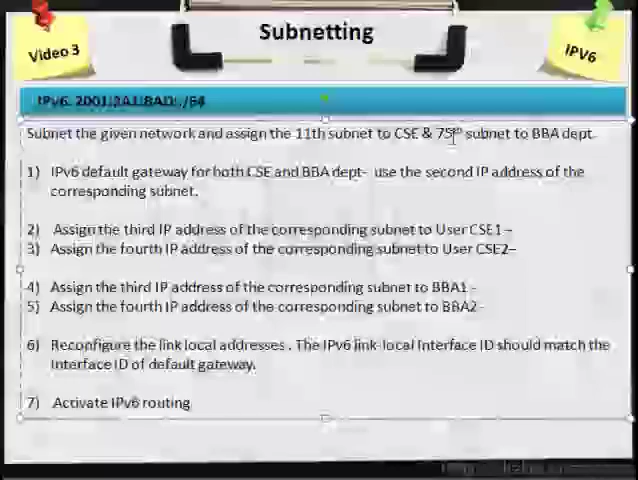 Subnetting
Video 3
IPV6
IPv6. 2001:2A1:BAD::/64
Subnet the given network and assign the 11th subnet to CSE & 75th subnet to BBA dept.
1) IPv6 default gateway for both CSE and BBA dept- use the second IP address of the
corresponding subnet.
2) Assign the third IP address of the corresponding subnet to User CSE1 –
3) Assign the fourth IP address of the corresponding subnet to User CSE2–
4) Assign the third IP address of the corresponding subnet to BBA1 -
5) Assign the fourth IP address of the corresponding subnet to BBA2 -
6) Reconfigure the link local addresses . The IPv6 link-local Interface ID should match the
Interface ID of default gateway.
7) Activate IPv6 routing